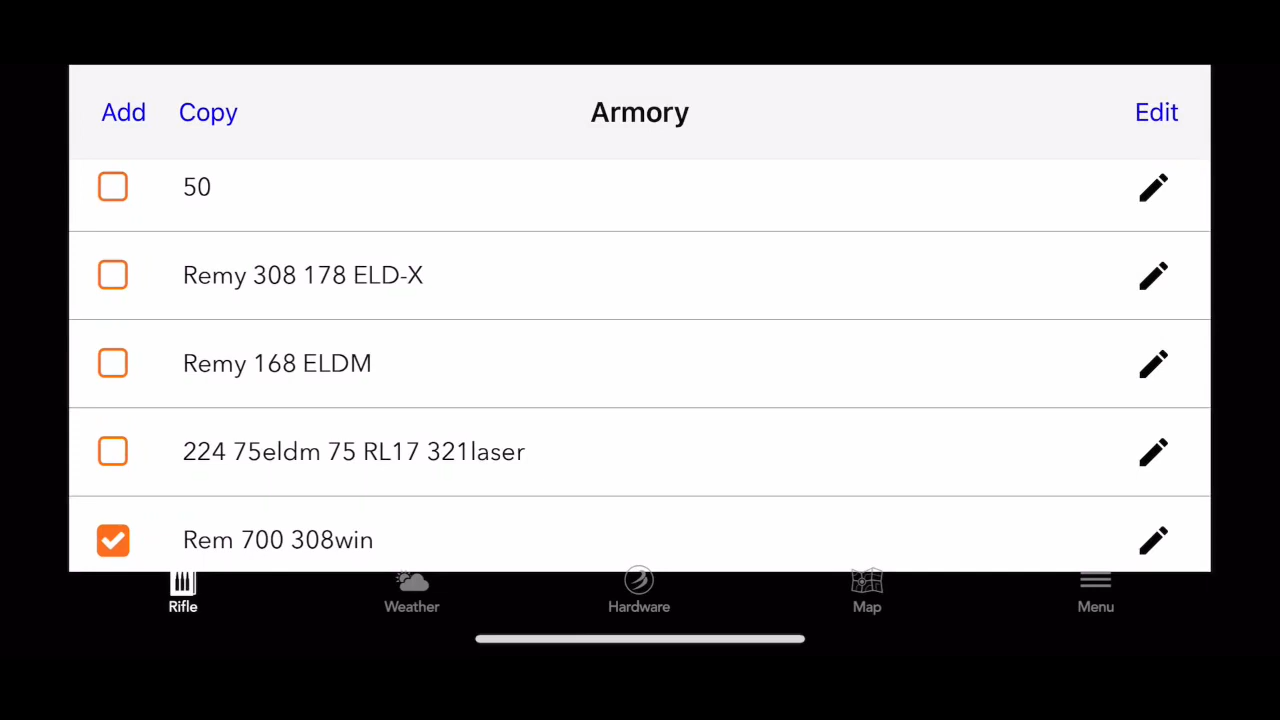 Add Copy Armory Edit
50
Remy 308 178 ELD-X
Remy 168 ELDM
224 75eldm 75 RL17 321laser
Rem 700 308win
Rifle Weather Hardware Map Menu